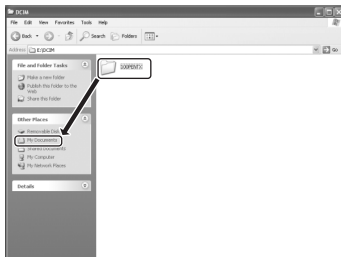 DCIM
File Edit View Favorites Tools Help
Back Search Folders
Address E:\DCIM Go
File and Folder Tasks
Make a new folder
Publish this folder to the
Web
Share this folder
Other Places
Removable Disk
My Documents
Shared Documents
My Computer
My Network Places
Details
100PENTX